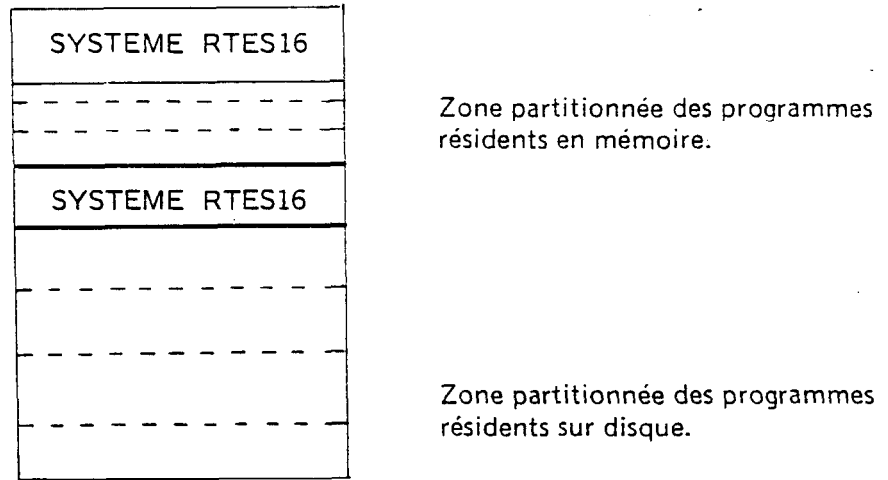 SYSTEME RTES16
Zone partitionnée des programmes
résidents en mémoire.
SYSTEME RTES16
Zone partitionnée des programmes
résidents sur disque.